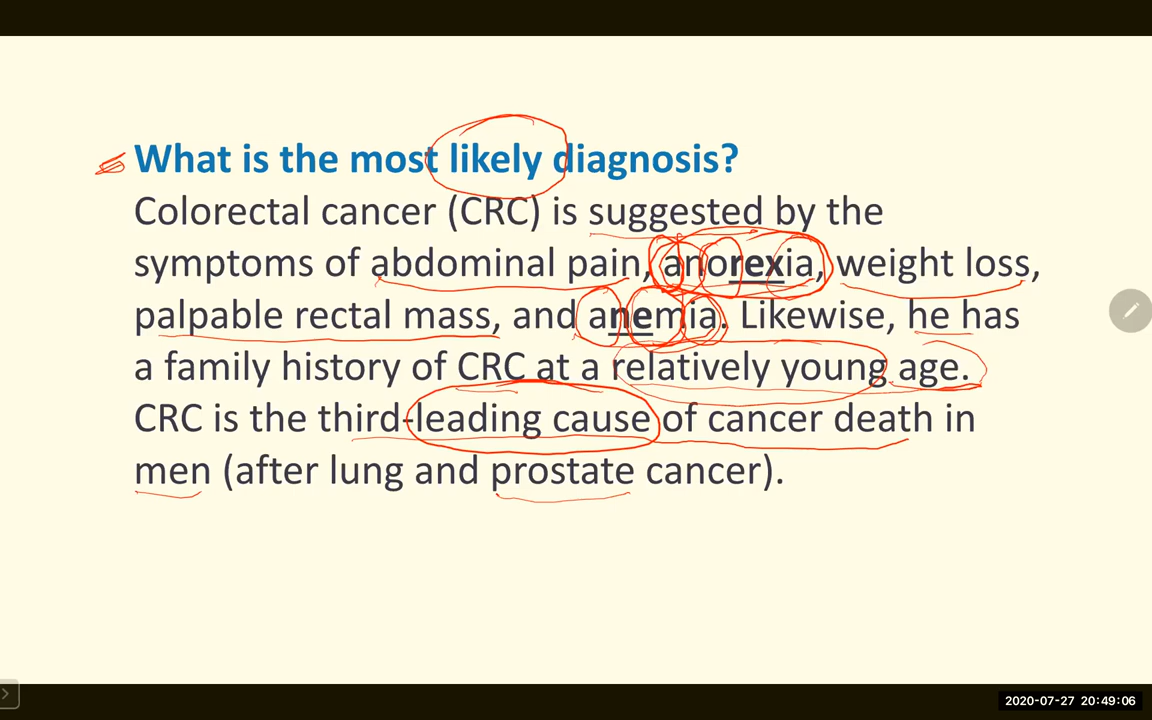 What is the most likely diagnosis?
Colorectal cancer (CRC) is suggested by the
symptoms of abdominal pain, anorexia, weight loss,
palpable rectal mass, and anemia. Likewise, he has
a family history of CRC at a relatively young age.
CRC is the third-leading cause of cancer death in
men (after lung and prostate cancer).
2020-07-27 20:49:06